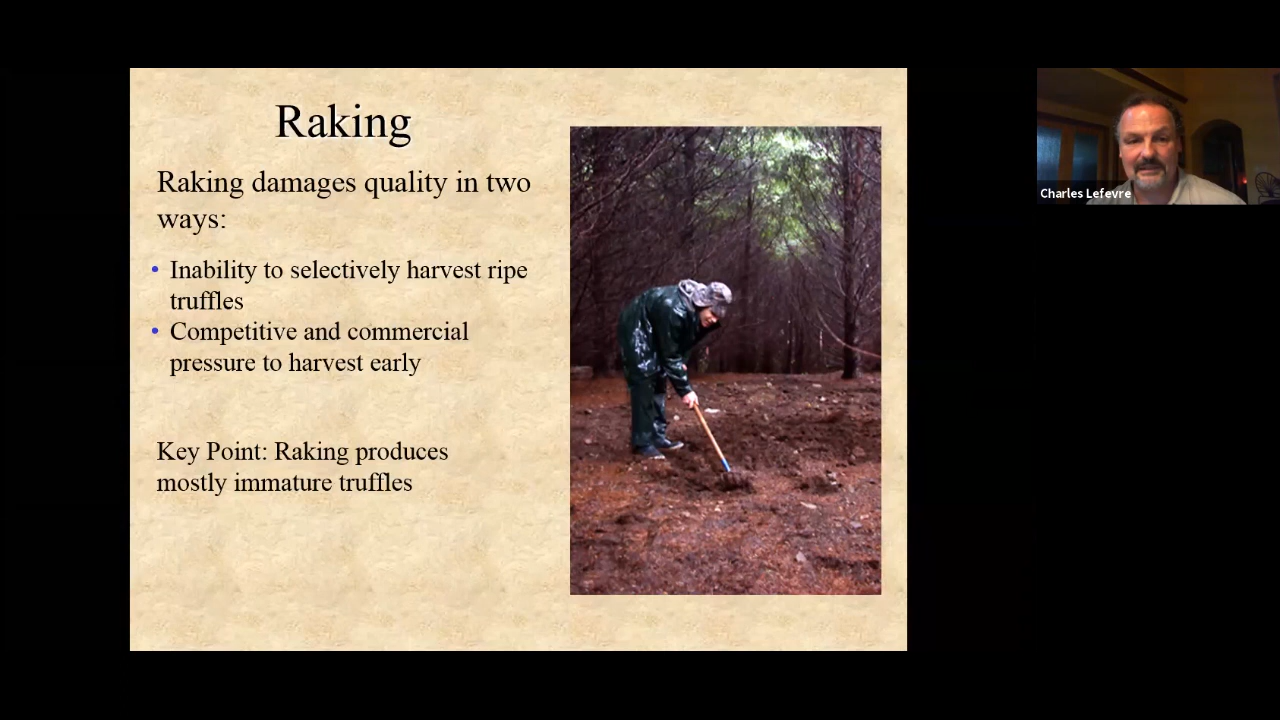 Raking
Raking damages quality in two
ways:
• Inability to selectively harvest ripe
truffles
• Competitive and commercial
pressure to harvest early
Key Point: Raking produces
mostly immature truffles
Charles Lefevre